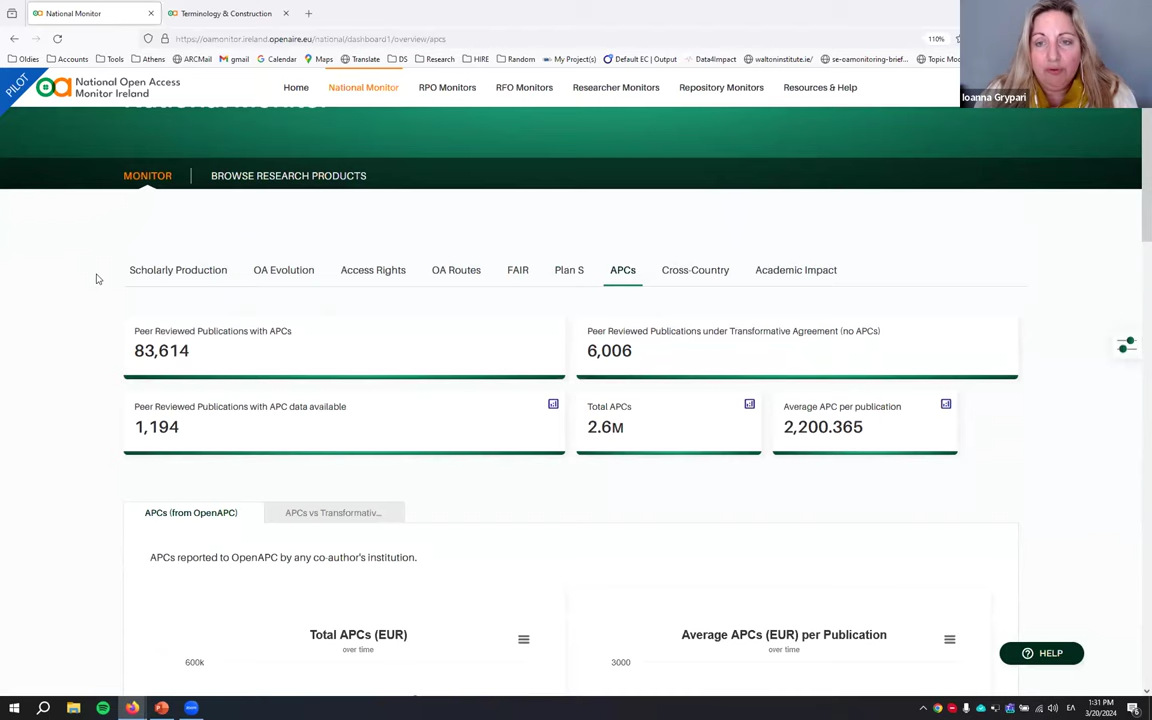 National Monitor
Terminology & Construction
https://oamonitor.ireland.openaire.eu/national/dashboard1/overview/apcs
110%
Oldies
Accounts
Tools
Athens
ARCMail
gmail
Calendar
Maps
Translate
DS
Research
Random
My Project(s)
HIRE
Default EC | Output
Data4Impact
waltoninstitute.ie/
se-eamonitoring-brief...
Topic Mod
PILOT
National Open Access
Monitor Ireland
Home
National Monitor
RPO Monitors
RFO Monitors
Researcher Monitors
Repository Monitors
Resources & Help
Ioanna Grypari
MONITOR
BROWSE RESEARCH PRODUCTS
Scholarly Production
OA Evolution
Access Rights
OA Routes
FAIR
Plan S
APCs
Cross-Country
Academic Impact
Peer Reviewed Publications with APCs
83,614
Peer Reviewed Publications under Transformative Agreement (no APCs)
6,006
Peer Reviewed Publications with APC data available
1,194
Total APCs
2.6M
Average APC per publication
2,200.365
APCs (from OpenAPC)
APCs vs Transformativ...
APCs reported to OpenAPC by any co-author's institution.
Total APCs (EUR)
over time
600k
Average APCs (EUR) per Publication
over time
3000
HELP
ΕΛ
1:31 PM
3/20/2024